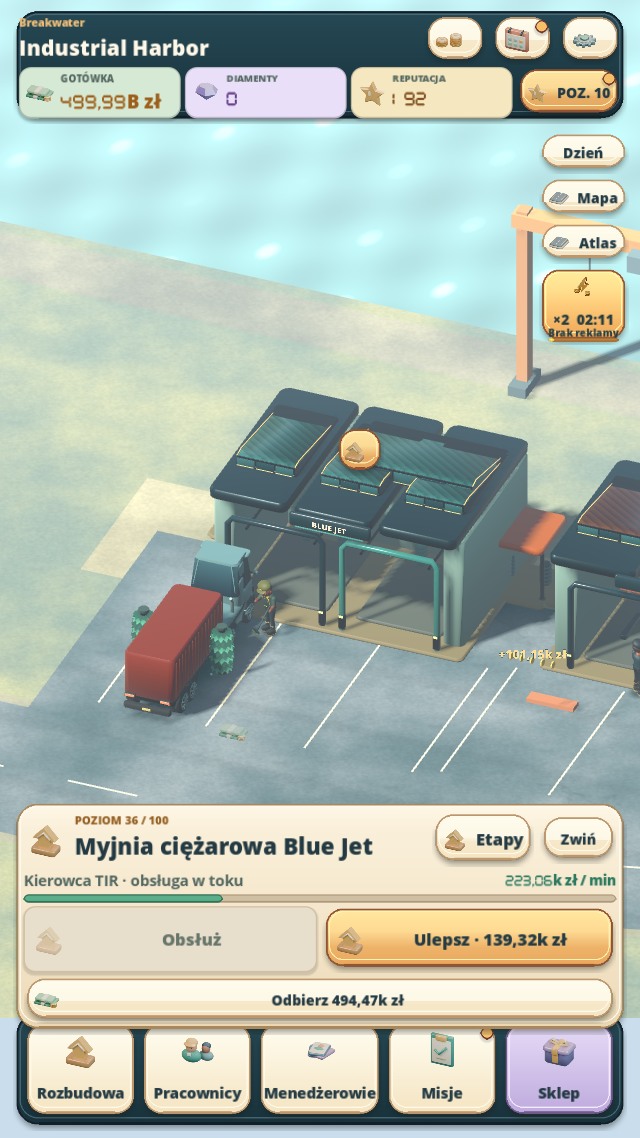 Breakwater
Industrial Harbor
GOTÓWKA
499,99B zł
DIAMENTY
0
REPUTACJA
192
POZ. 10
Dzień
Mapa
Atlas
×2 02:11
Brak reklamy
BLUE JET
+101,15k zł
POZIOM 36 / 100
Myjnia ciężarowa Blue Jet
Etapy
Zwiń
Kierowca TIR · obsługa w toku
223,06k zł / min
Obsłuż
Ulepsz · 139,32k zł
Odbierz 494,47k zł
Rozbudowa
Pracownicy
Menedżerowie
Misje
Sklep